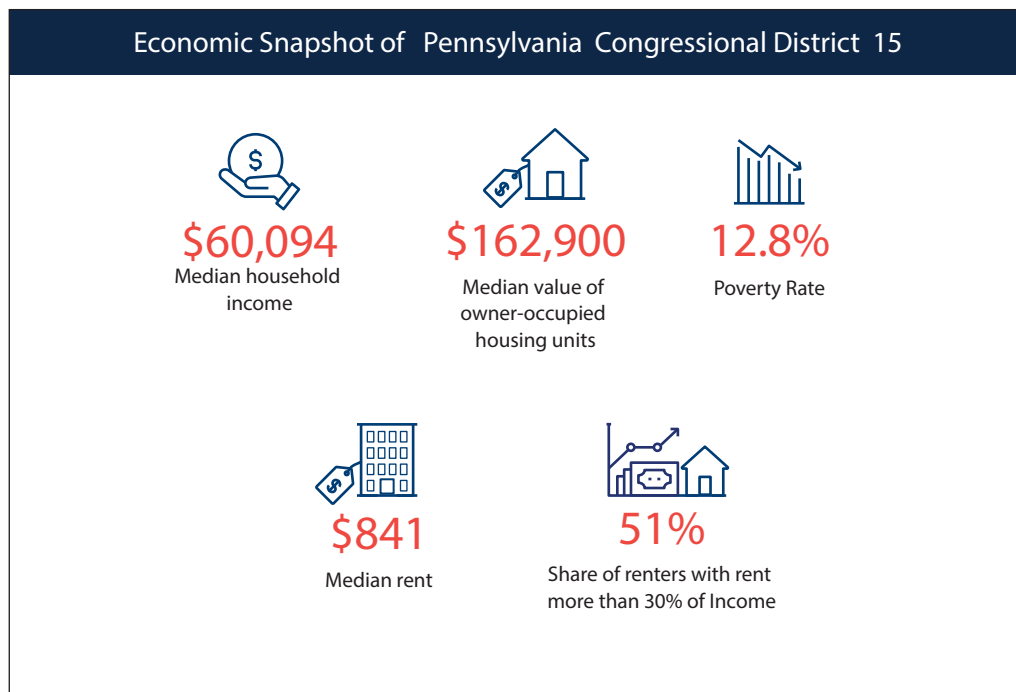 Economic Snapshot of Pennsylvania Congressional District 15
$
$60,094
Median household
income
$
$162,900
Median value of
owner-occupied
housing units
12.8%
Poverty Rate
$
$841
Median rent
51%
Share of renters with rent
more than 30% of Income